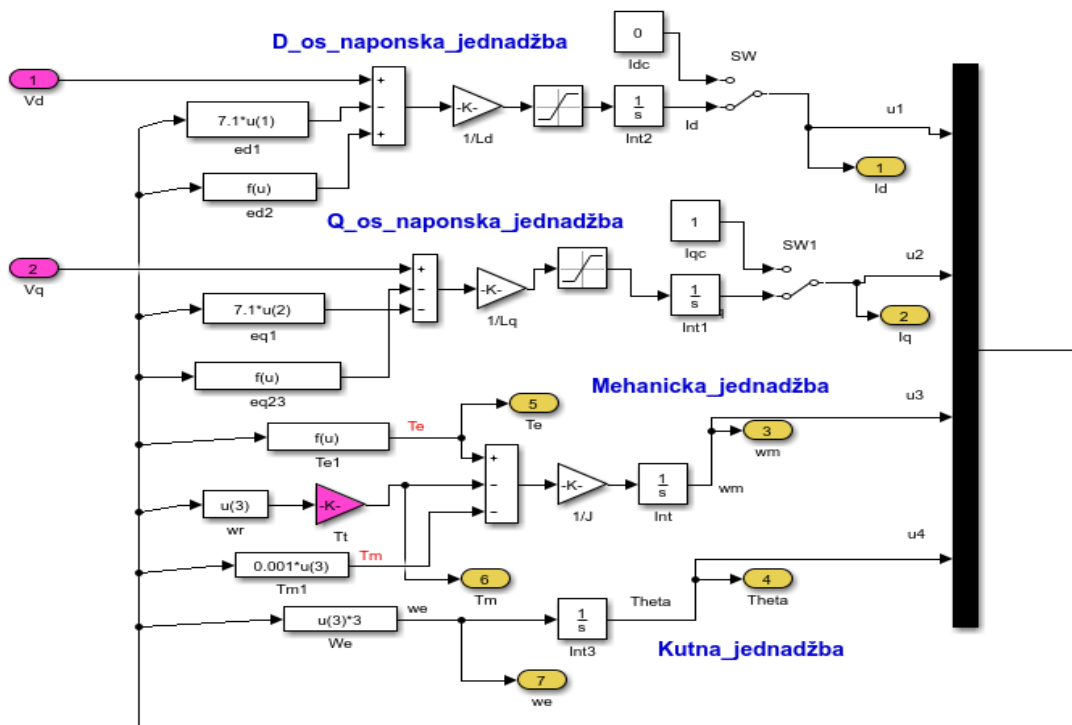 D_os_naponska_jednadžba
0
Idc
SW
1
Vd
+
−
+
7.1*u(1)
ed1
-K-
1/Ld
1
s
Int2
Id
u1
1
Id
f(u)
ed2
Q_os_naponska_jednadžba
1
Iqc
SW1
2
Vq
+
−
−
7.1*u(2)
eq1
-K-
1/Lq
1
s
Int1
q
u2
2
Iq
f(u)
eq23
Mehanicka_jednadžba
u3
5
Te
Te
f(u)
Te1
+
−
−
3
wm
-K-
1/J
1
s
Int
wm
u(3)
wr
-K-
Tt
u4
Tm
0.001*u(3)
Tm1
6
Tm
4
Theta
Theta
u(3)*3
We
we
1
s
Int3
Kutna_jednadžba
7
we